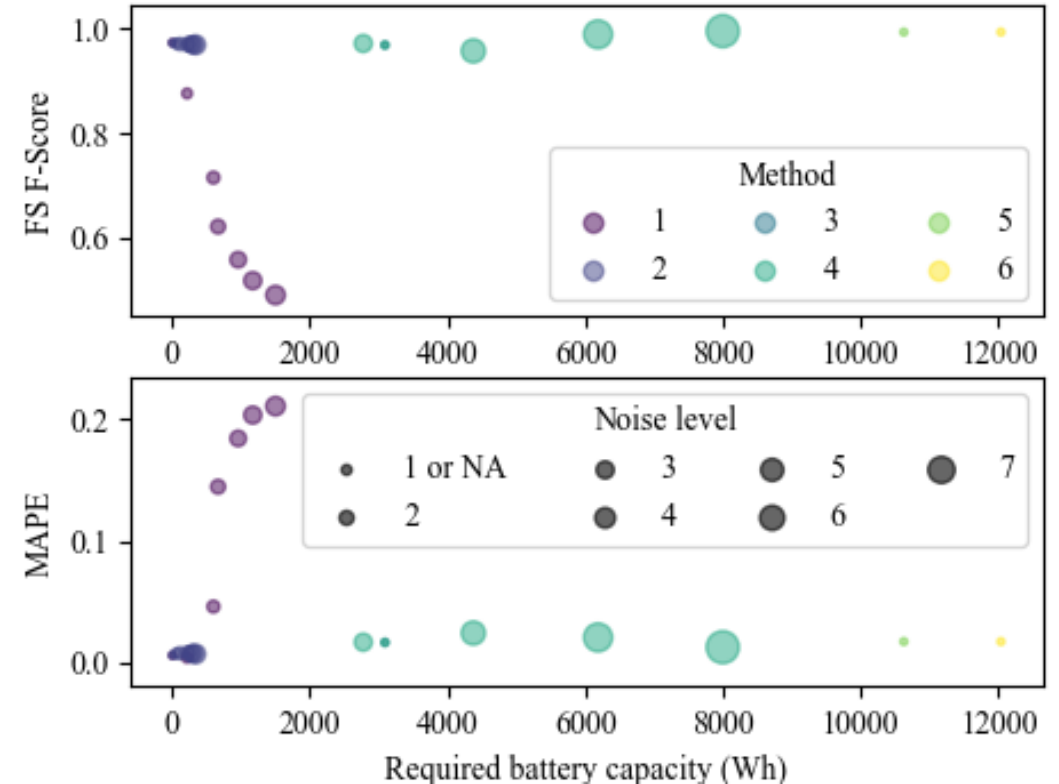 1.0
0.8
0.6
FS F-Score
Method
1 3 5
2 4 6
0 2000 4000 6000 8000 10000 12000
0.2
0.1
0.0
MAPE
Noise level
1 or NA 3 5 7
2 4 6
0 2000 4000 6000 8000 10000 12000
Required battery capacity (Wh)